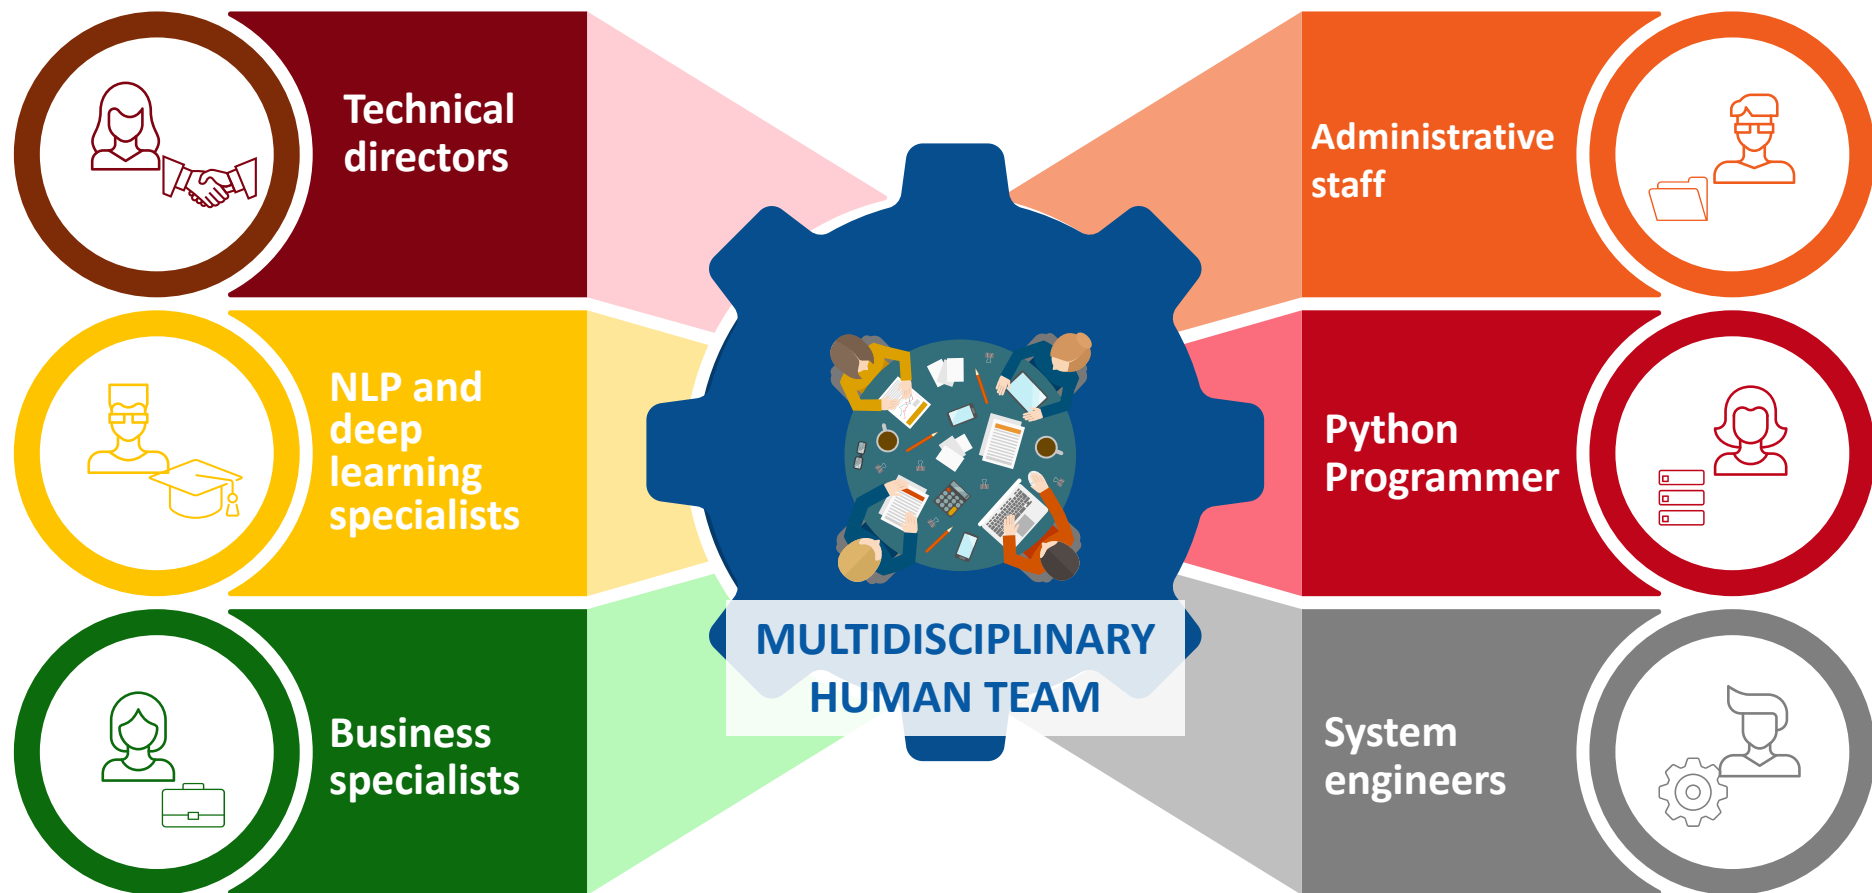 Technical
directors
NLP and
deep
learning
specialists
Business
specialists
MULTIDISCIPLINARY
HUMAN TEAM
Administrative
staff
Python
Programmer
System
engineers